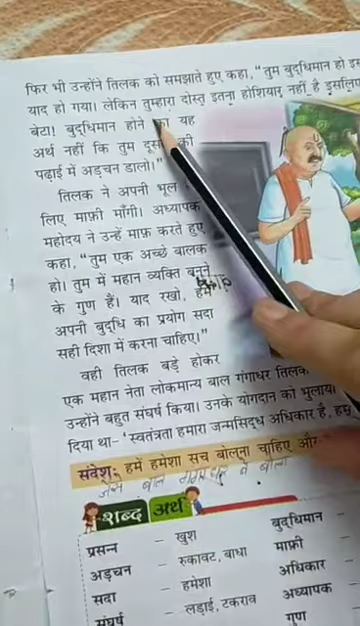 फिर भी उन्होंने तिलक को समझाते हुए कहा, “तुम बुद्धिमान हो
याद हो गया। लेकिन तुम्हारा दोस्त इतना होशियार नहीं है इसलिए
बेटा! बुद्धिमान होने का यह
अर्थ नहीं कि तुम की
पढ़ाई में अड़चन डालो।”
तिलक ने अपनी भूल
लिए माफ़ी माँगी। अध्यापक
महोदय ने उन्हें माफ़ करते हुए
कहा, “तुम एक अच्छे बालक
हो। तुम में महान व्यक्ति बनने
के गुण हैं। याद रखो, हमें
अपनी बुद्धि का प्रयोग सदा
सही दिशा में करना चाहिए।”
वही तिलक बड़े होकर
एक महान नेता लोकमान्य बाल गंगाधर तिलक
उन्होंने बहुत संघर्ष किया। उनके योगदान को भुलाया
दिया था- ‘स्वतंत्रता हमारा जन्मसिद्ध अधिकार है,
संदेश: हमें हमेशा सच बोलना चाहिए और
जैसे बाल ने बोला
शब्द अर्थ
प्रसन्न – खुश बुद्धिमान –
अड़चन – रुकावट, बाधा माफ़ी –
सदा – हमेशा अधिकार –
संघर्ष – लड़ाई, टकराव अध्यापक –
गुण